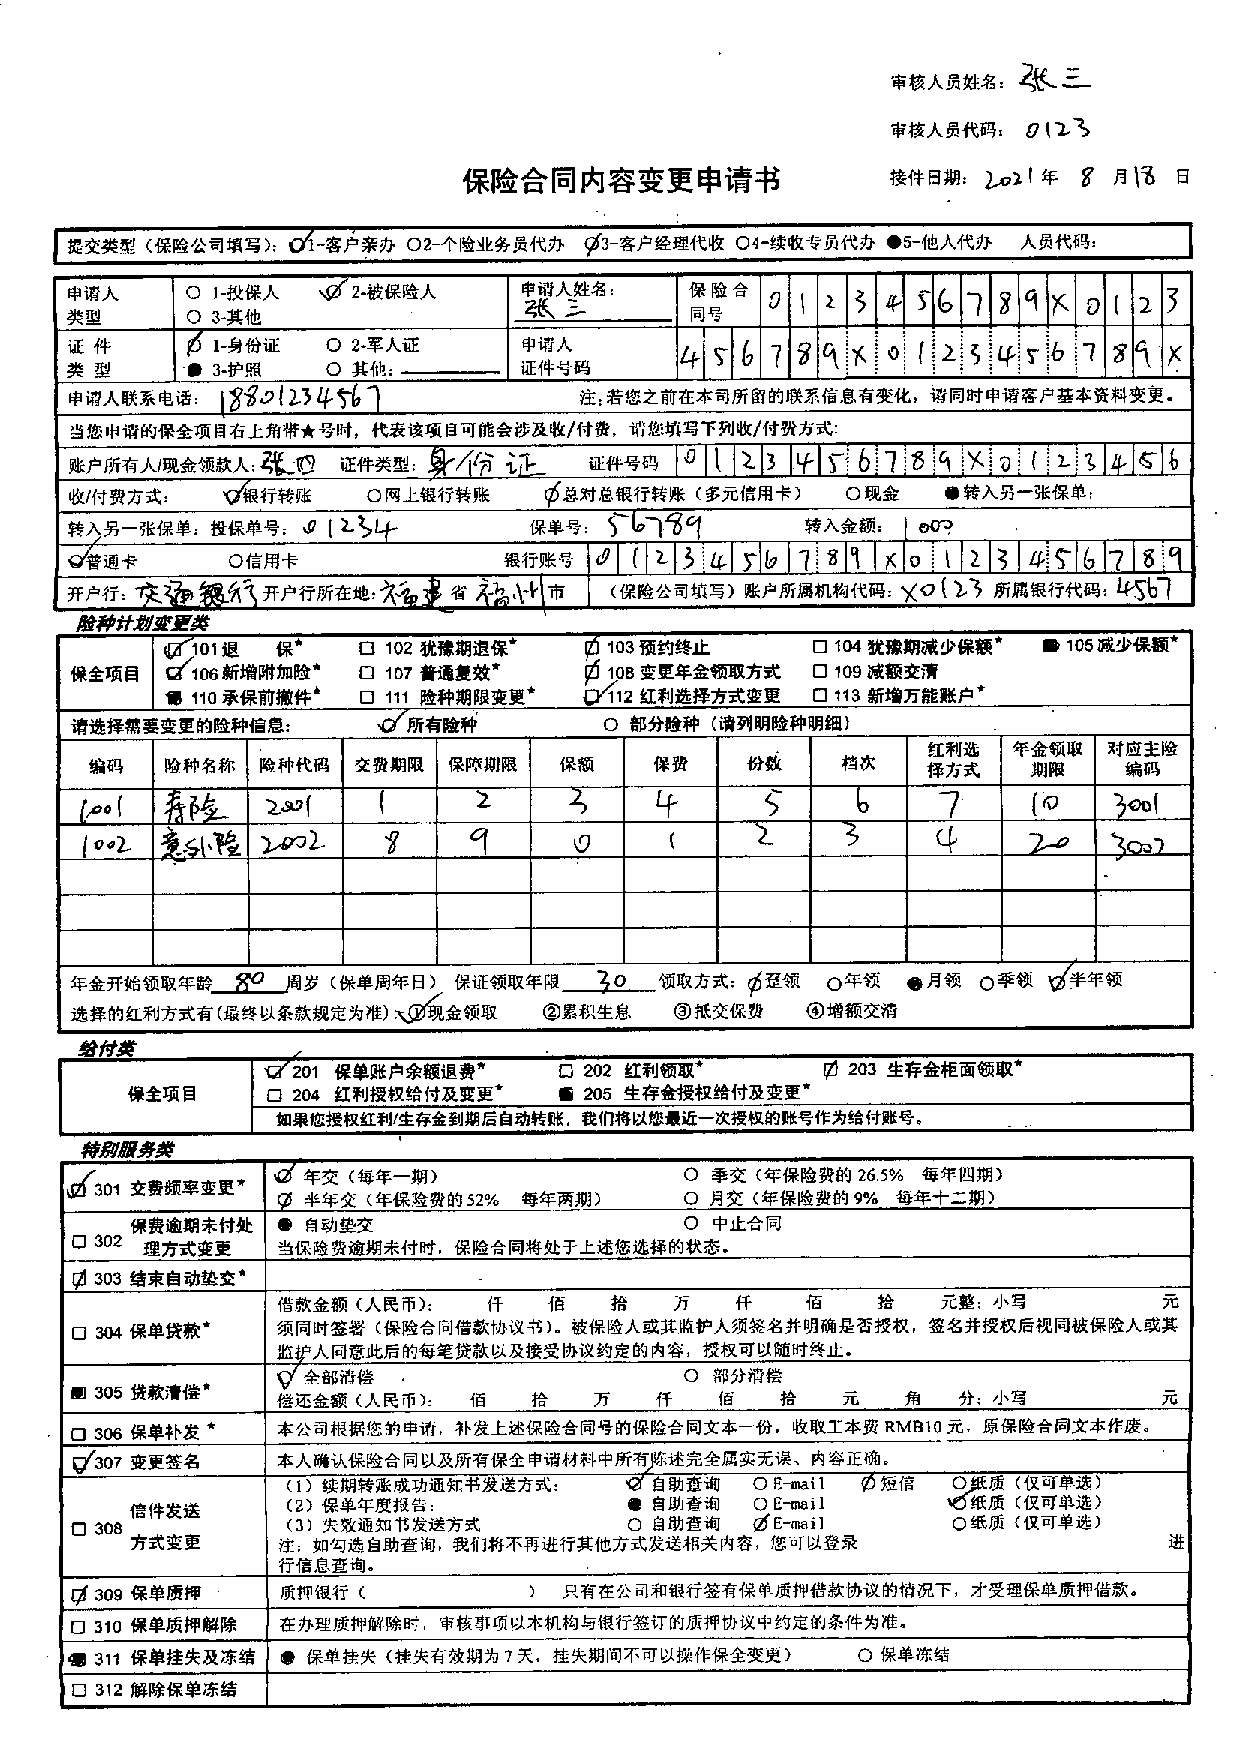 审核人员姓名：张三
审核人员代码：0123
保险合同内容变更申请书 接件日期：2021年8月18日
提交类型（保险公司填写）：○1-客户亲办 ○2-个险业务员代办 ○3-客户经理代收 ○4-续收专员代办 ●5-他人代办 人员代码：
申请人类型 ○ 1-投保人 ○ 2-被保险人 ○ 3-其他 申请人姓名：张三 保险合同号 0123456789X0123
证件类型 ○ 1-身份证 ○ 2-军人证 ● 3-护照 ○ 其他： 申请人证件号码 456789X0123456789X
申请人联系电话：18801234567 注：若您之前在本司所留的联系信息有变化，请同时申请客户基本资料变更。
当您申请的保全项目右上角带★号时，代表该项目可能会涉及收/付费，请您填写下列收/付费方式：
账户所有人/现金领款人：张四 证件类型：身份证 证件号码 0123456789X0123456
收/付费方式： ○银行转账 ○网上银行转账 ○总对总银行转账（多元信用卡） ○现金 ●转入另一张保单：
转入另一张保单：投保单号：01234 保单号：56789 转入金额：1000
○普通卡 ○信用卡 银行账号 0123456789X0123456789
开户行：交通银行 开户行所在地：福建省福州市 （保险公司填写）账户所属机构代码：X0123 所属银行代码：4567
险种计划变更类
保全项目 ☑101退 保* □ 102 犹豫期退保* ☑ 103 预约终止 □ 104 犹豫期减少保额* ■ 105减少保额*
☑ 106新增附加险* □ 107 普通复效* ☑ 108 变更年金领取方式 □ 109 减额交清
■ 110 承保前撤件* □ 111 险种期限变更* ☑112 红利选择方式变更 □ 113 新增万能账户*
请选择需要变更的险种信息： ○ 所有险种 ○ 部分险种（请列明险种明细）
编码 险种名称 险种代码 交费期限 保障期限 保额 保费 份数 档次 红利选择方式 年金领取期限 对应主险编码
1001 寿险 2001 1 2 3 4 5 6 7 10 3001
1002 意外险 2002 8 9 0 1 2 3 4 20 3002
年金开始领取年龄 80 周岁（保单周年日） 保证领取年限 30 领取方式：○趸领 ○年领 ●月领 ○季领 ○半年领
选择的红利方式有（最终以条款规定为准）：①现金领取 ②累积生息 ③抵交保费 ④增额交清
给付类
保全项目 ☑ 201 保单账户余额退费* □ 202 红利领取* ☑ 203 生存金柜面领取*
□ 204 红利授权给付及变更* ■ 205 生存金授权给付及变更*
如果您授权红利/生存金到期后自动转账，我们将以您最近一次授权的账号作为给付账号。
特别服务类
☑ 301 交费频率变更* ○ 年交（每年一期） ○ 季交（年保险费的26.5% 每年四期）
○ 半年交（年保险费的52% 每年两期） ○ 月交（年保险费的9% 每年十二期）
□ 302 保费逾期未付处理方式变更 ● 自动垫交 ○ 中止合同
当保险费逾期未付时，保险合同将处于上述您选择的状态。
☑ 303 结束自动垫交*
□ 304 保单贷款* 借款金额（人民币）： 仟 佰 拾 万 仟 佰 拾 元整；小写 元
须同时签署（保险合同借款协议书）。被保险人或其监护人须签名并明确是否授权，签名并授权后视同被保险人或其
监护人同意此后的每笔贷款以及接受协议约定的内容；授权可以随时终止。
■ 305 贷款清偿* ○ 全部清偿 ○ 部分清偿
偿还金额（人民币）： 佰 拾 万 仟 佰 拾 元 角 分；小写 元
□ 306 保单补发* 本公司根据您的申请，补发上述保险合同号的保险合同文本一份，收取工本费RMB10元，原保险合同文本作废。
☑307 变更签名 本人确认保险合同以及所有保全申请材料中所有陈述完全属实无误、内容正确。
□ 308 信件发送方式变更 （1）续期转账成功通知书发送方式： ○ 自助查询 ○E-mail ○短信 ○纸质（仅可单选）
（2）保单年度报告： ● 自助查询 ○E-mail ○纸质（仅可单选）
（3）失效通知书发送方式 ○ 自助查询 ○E-mail ○纸质（仅可单选）
注：如勾选自助查询，我们将不再进行其他方式发送相关内容，您可以登录 进
行信息查询。
☑ 309 保单质押 质押银行（ ） 只有在公司和银行签有保单质押借款协议的情况下，才受理保单质押借款。
□ 310 保单质押解除 在办理质押解除时，审核事项以本机构与银行签订的质押协议中约定的条件为准。
■ 311 保单挂失及冻结 ● 保单挂失（挂失有效期为7天，挂失期间不可以操作保全变更） ○ 保单冻结
□ 312 解除保单冻结